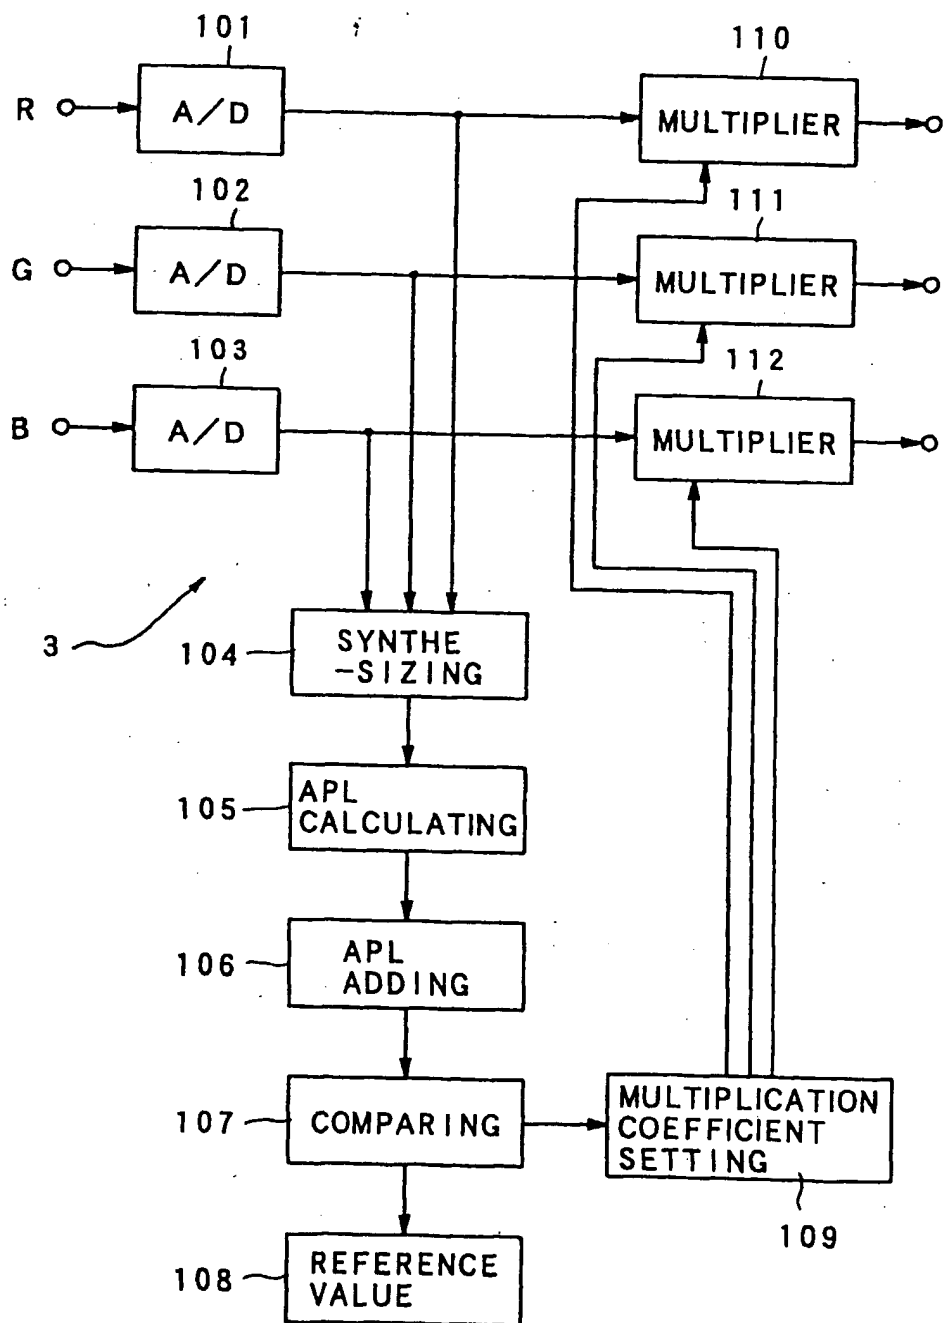 101
110
R
A/D
MULTIPLIER
102
111
G
A/D
MULTIPLIER
103
112
B
A/D
MULTIPLIER
3
104
SYNTHE
-SIZING
105
APL
CALCULATING
106
APL
ADDING
107
COMPARING
MULTIPLICATION
COEFFICIENT
SETTING
109
108
REFERENCE
VALUE